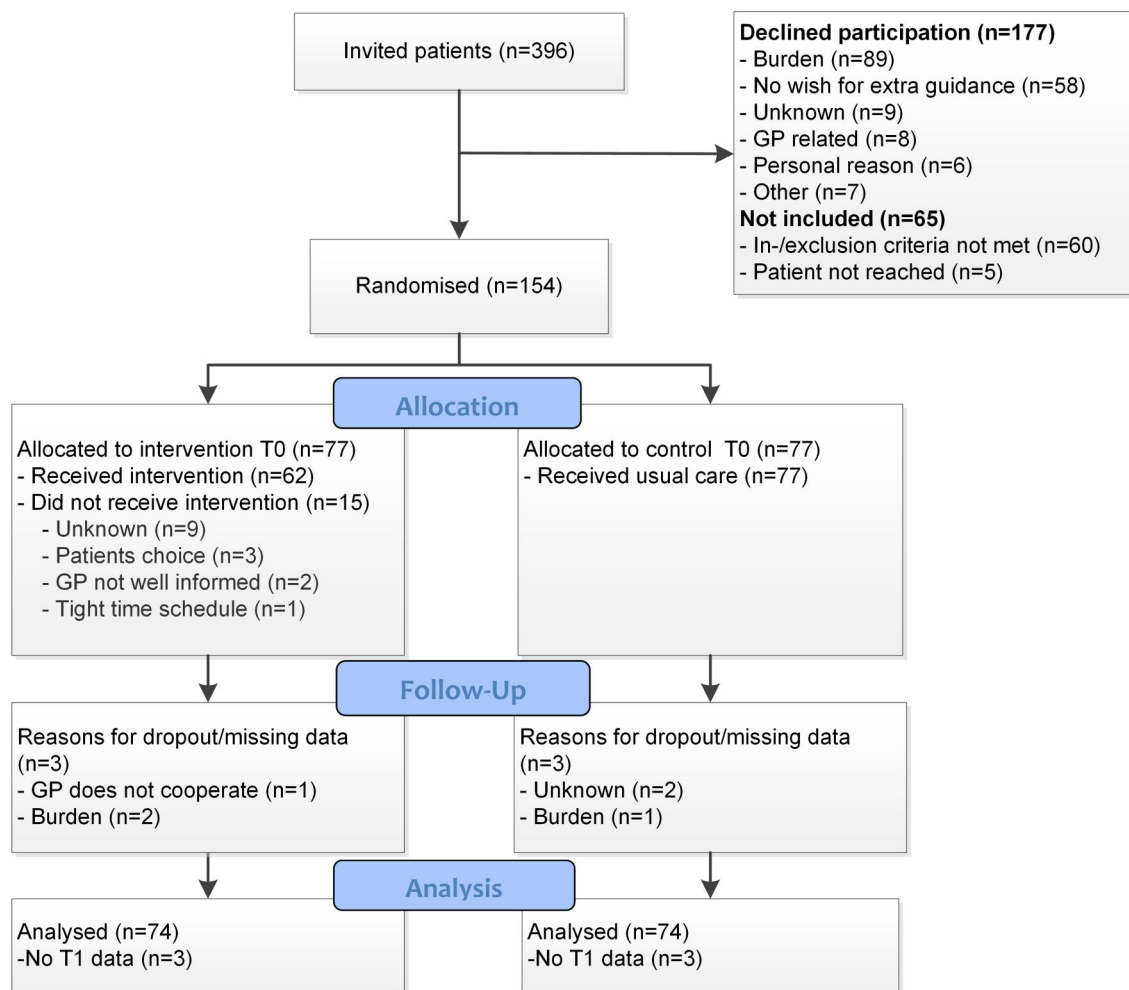 Invited patients (n=396)
Declined participation (n=177)
- Burden (n=89)
- No wish for extra guidance (n=58)
- Unknown (n=9)
- GP related (n=8)
- Personal reason (n=6)
- Other (n=7)
Not included (n=65)
- In-/exclusion criteria not met (n=60)
- Patient not reached (n=5)
Randomised (n=154)
Allocation
Allocated to intervention T0 (n=77)
- Received intervention (n=62)
- Did not receive intervention (n=15)
- Unknown (n=9)
- Patients choice (n=3)
- GP not well informed (n=2)
- Tight time schedule (n=1)
Allocated to control T0 (n=77)
- Received usual care (n=77)
Follow-Up
Reasons for dropout/missing data
(n=3)
- GP does not cooperate (n=1)
- Burden (n=2)
Reasons for dropout/missing data
(n=3)
- Unknown (n=2)
- Burden (n=1)
Analysis
Analysed (n=74)
-No T1 data (n=3)
Analysed (n=74)
-No T1 data (n=3)